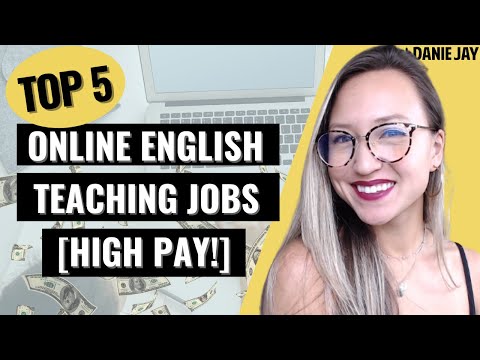 DANIE JAY
TOP 5
ONLINE ENGLISH
TEACHING JOBS
[HIGH PAY!]